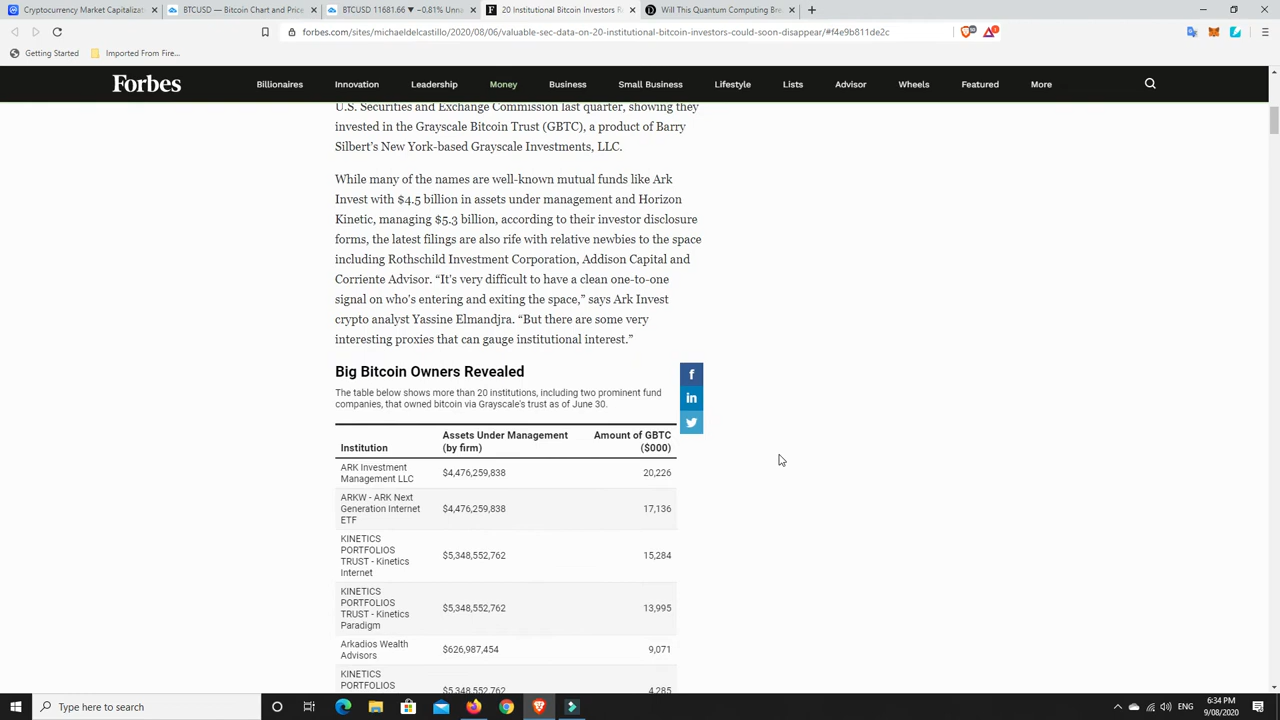 Cryptocurrency Market Capitalizat
BTCUSD — Bitcoin Chart and Price
BTCUSD 11681.66 ▼ −0.81% Unna
20 Institutional Bitcoin Investors R
Will This Quantum Computing Bre
forbes.com/sites/michaeldelcastillo/2020/08/06/valuable-sec-data-on-20-institutional-bitcoin-investors-could-soon-disappear/#f4e9b811de2c
Getting Started
Imported From Fire...
Forbes
Billionaires
Innovation
Leadership
Money
Business
Small Business
Lifestyle
Lists
Advisor
Wheels
Featured
More
U.S. Securities and Exchange Commission last quarter, showing they
invested in the Grayscale Bitcoin Trust (GBTC), a product of Barry
Silbert's New York-based Grayscale Investments, LLC.
While many of the names are well-known mutual funds like Ark
Invest with $4.5 billion in assets under management and Horizon
Kinetic, managing $5.3 billion, according to their investor disclosure
forms, the latest filings are also rife with relative newbies to the space
including Rothschild Investment Corporation, Addison Capital and
Corriente Advisor. “It's very difficult to have a clean one-to-one
signal on who's entering and exiting the space,” says Ark Invest
crypto analyst Yassine Elmandjra. “But there are some very
interesting proxies that can gauge institutional interest.”
Big Bitcoin Owners Revealed
The table below shows more than 20 institutions, including two prominent fund
companies, that owned bitcoin via Grayscale's trust as of June 30.
Institution
Assets Under Management
(by firm)
Amount of GBTC
($000)
ARK Investment
Management LLC
$4,476,259,838
20,226
ARKW - ARK Next
Generation Internet
ETF
$4,476,259,838
17,136
KINETICS
PORTFOLIOS
TRUST - Kinetics
Internet
$5,348,552,762
15,284
KINETICS
PORTFOLIOS
TRUST - Kinetics
Paradigm
$5,348,552,762
13,995
Arkadios Wealth
Advisors
$626,987,454
9,071
KINETICS
PORTFOLIOS
$5,348,552,762
4,285
Type here to search
ENG
6:34 PM
9/08/2020